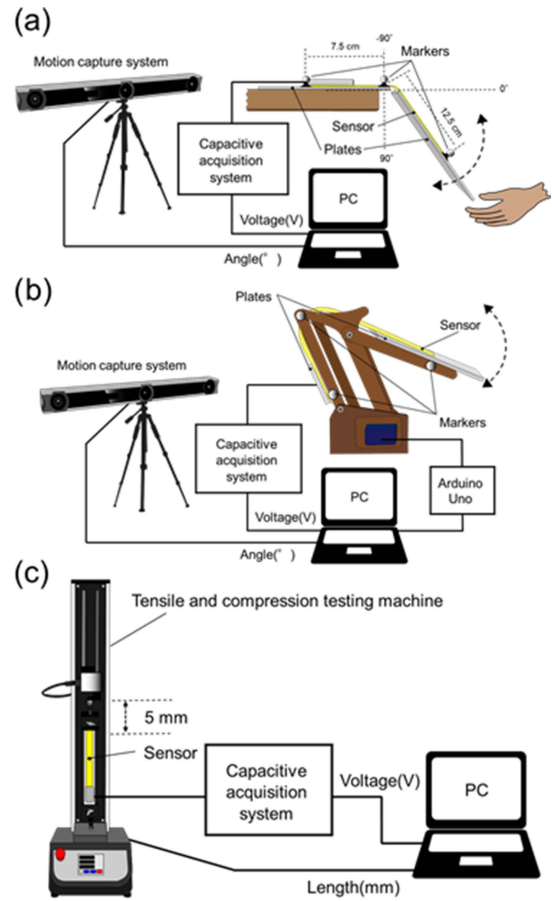 (a)
Motion capture system
7.5 cm
-90°
Markers
0°
12.5 cm
Sensor
Plates
90°
Capacitive
acquisition
system
PC
Voltage(V)
Angle(°)
(b)
Plates
Sensor
Motion capture system
Markers
Capacitive
acquisition
system
PC
Arduino
Uno
Voltage(V)
Angle(°)
(c)
Tensile and compression testing machine
5 mm
Sensor
Capacitive
acquisition
system
Voltage(V)
PC
Length(mm)